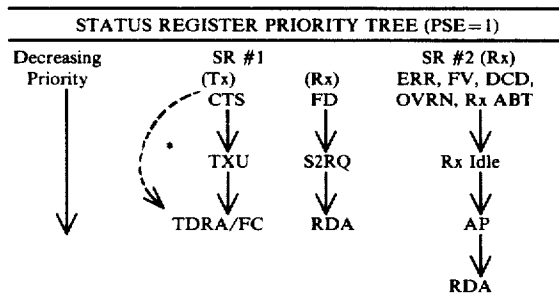 STATUS REGISTER PRIORITY TREE (PSE=1)
Decreasing Priority
SR #1
(Tx)
CTS
*
TXU
TDRA/FC
(Rx)
FD
S2RQ
RDA
SR #2 (Rx)
ERR, FV, DCD,
OVRN, Rx ABT
Rx Idle
AP
RDA